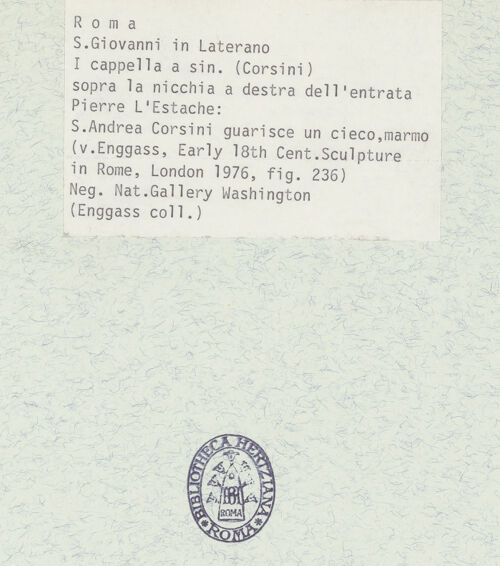 R o m a
S.Giovanni in Laterano
I cappella a sin. (Corsini)
sopra la nicchia a destra dell'entrata
Pierre L'Estache:
S.Andrea Corsini guarisce un cieco,marmo
(v.Enggass, Early 18th Cent.Sculpture
in Rome, London 1976, fig. 236)
Neg. Nat.Gallery Washington
(Enggass coll.)
BIBLIOTHECA HERTZIANA
ROMA
ROMA